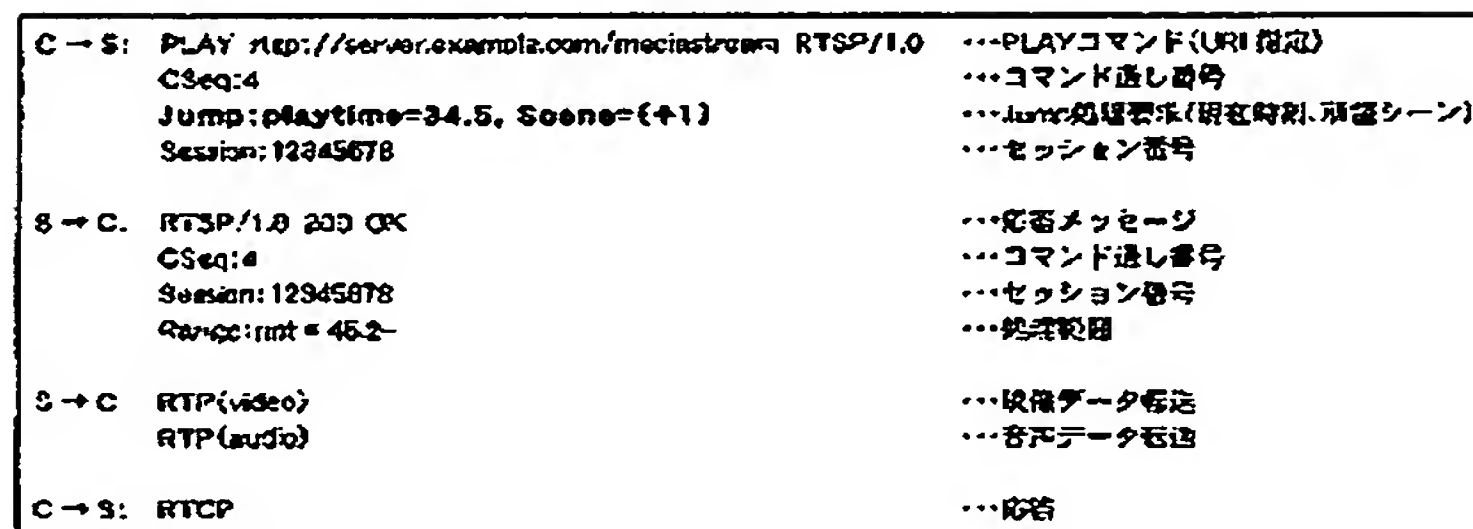 C → S: PLAY rtsp://server.example.com/mediastream RTSP/1.0 …PLAYコマンド(URI指定)
CSeq:4 …コマンド通し番号
Jump:playtime=34.5, Scene={+1} …Jump処理要求(現在時刻、所望シーン)
Session:12345678 …セッション番号
S → C. RTSP/1.0 200 OK …応答メッセージ
CSeq:4 …コマンド通し番号
Session:12345678 …セッション番号
Range:npt = 45.2– …処理範囲
S → C RTP(video) …映像データ転送
RTP(audio) …音声データ転送
C → S: RTCP …応答